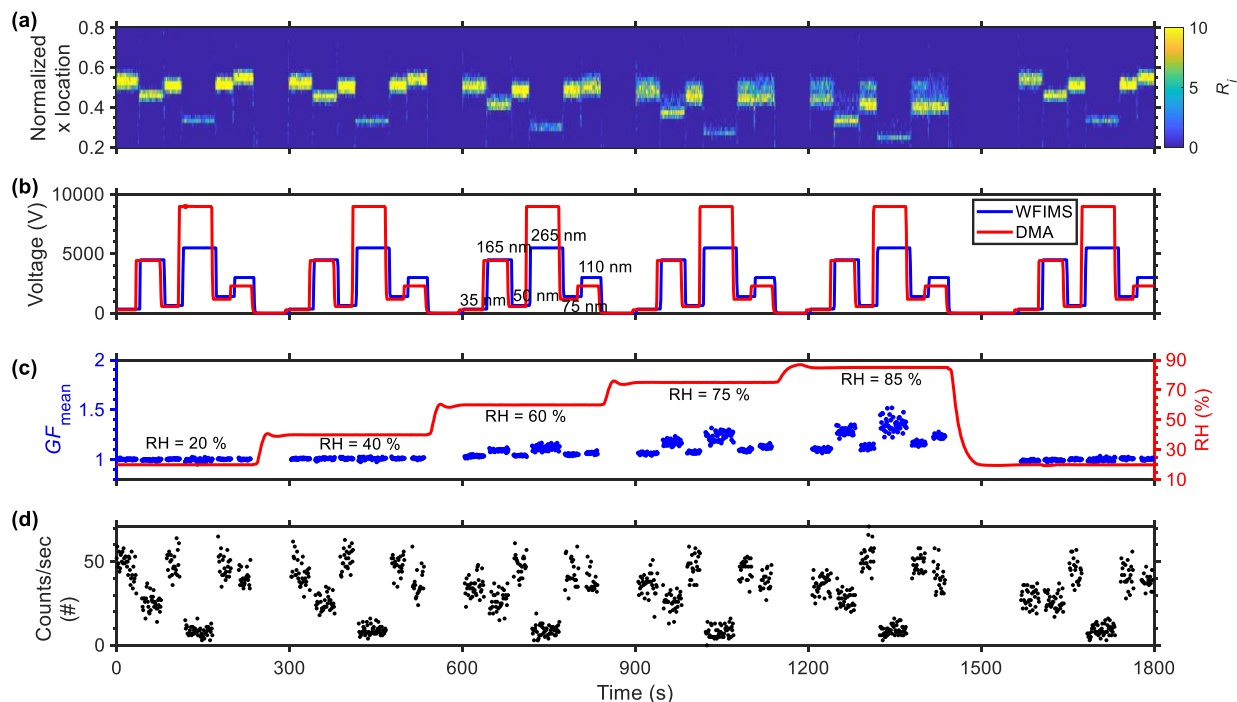 (a)
0.8
0.6
0.4
0.2
Normalized
x location
10
5
0
R_i
(b)
10000
5000
0
Voltage (V)
WFIMS
DMA
265 nm
165 nm
110 nm
35 nm
50 nm
75 nm
(c)
2
1.5
1
GF_mean
90
70
50
30
10
RH (%)
RH = 20 %
RH = 40 %
RH = 60 %
RH = 75 %
RH = 85 %
(d)
50
0
Counts/sec
(#)
0 300 600 900 1200 1500 1800
Time (s)